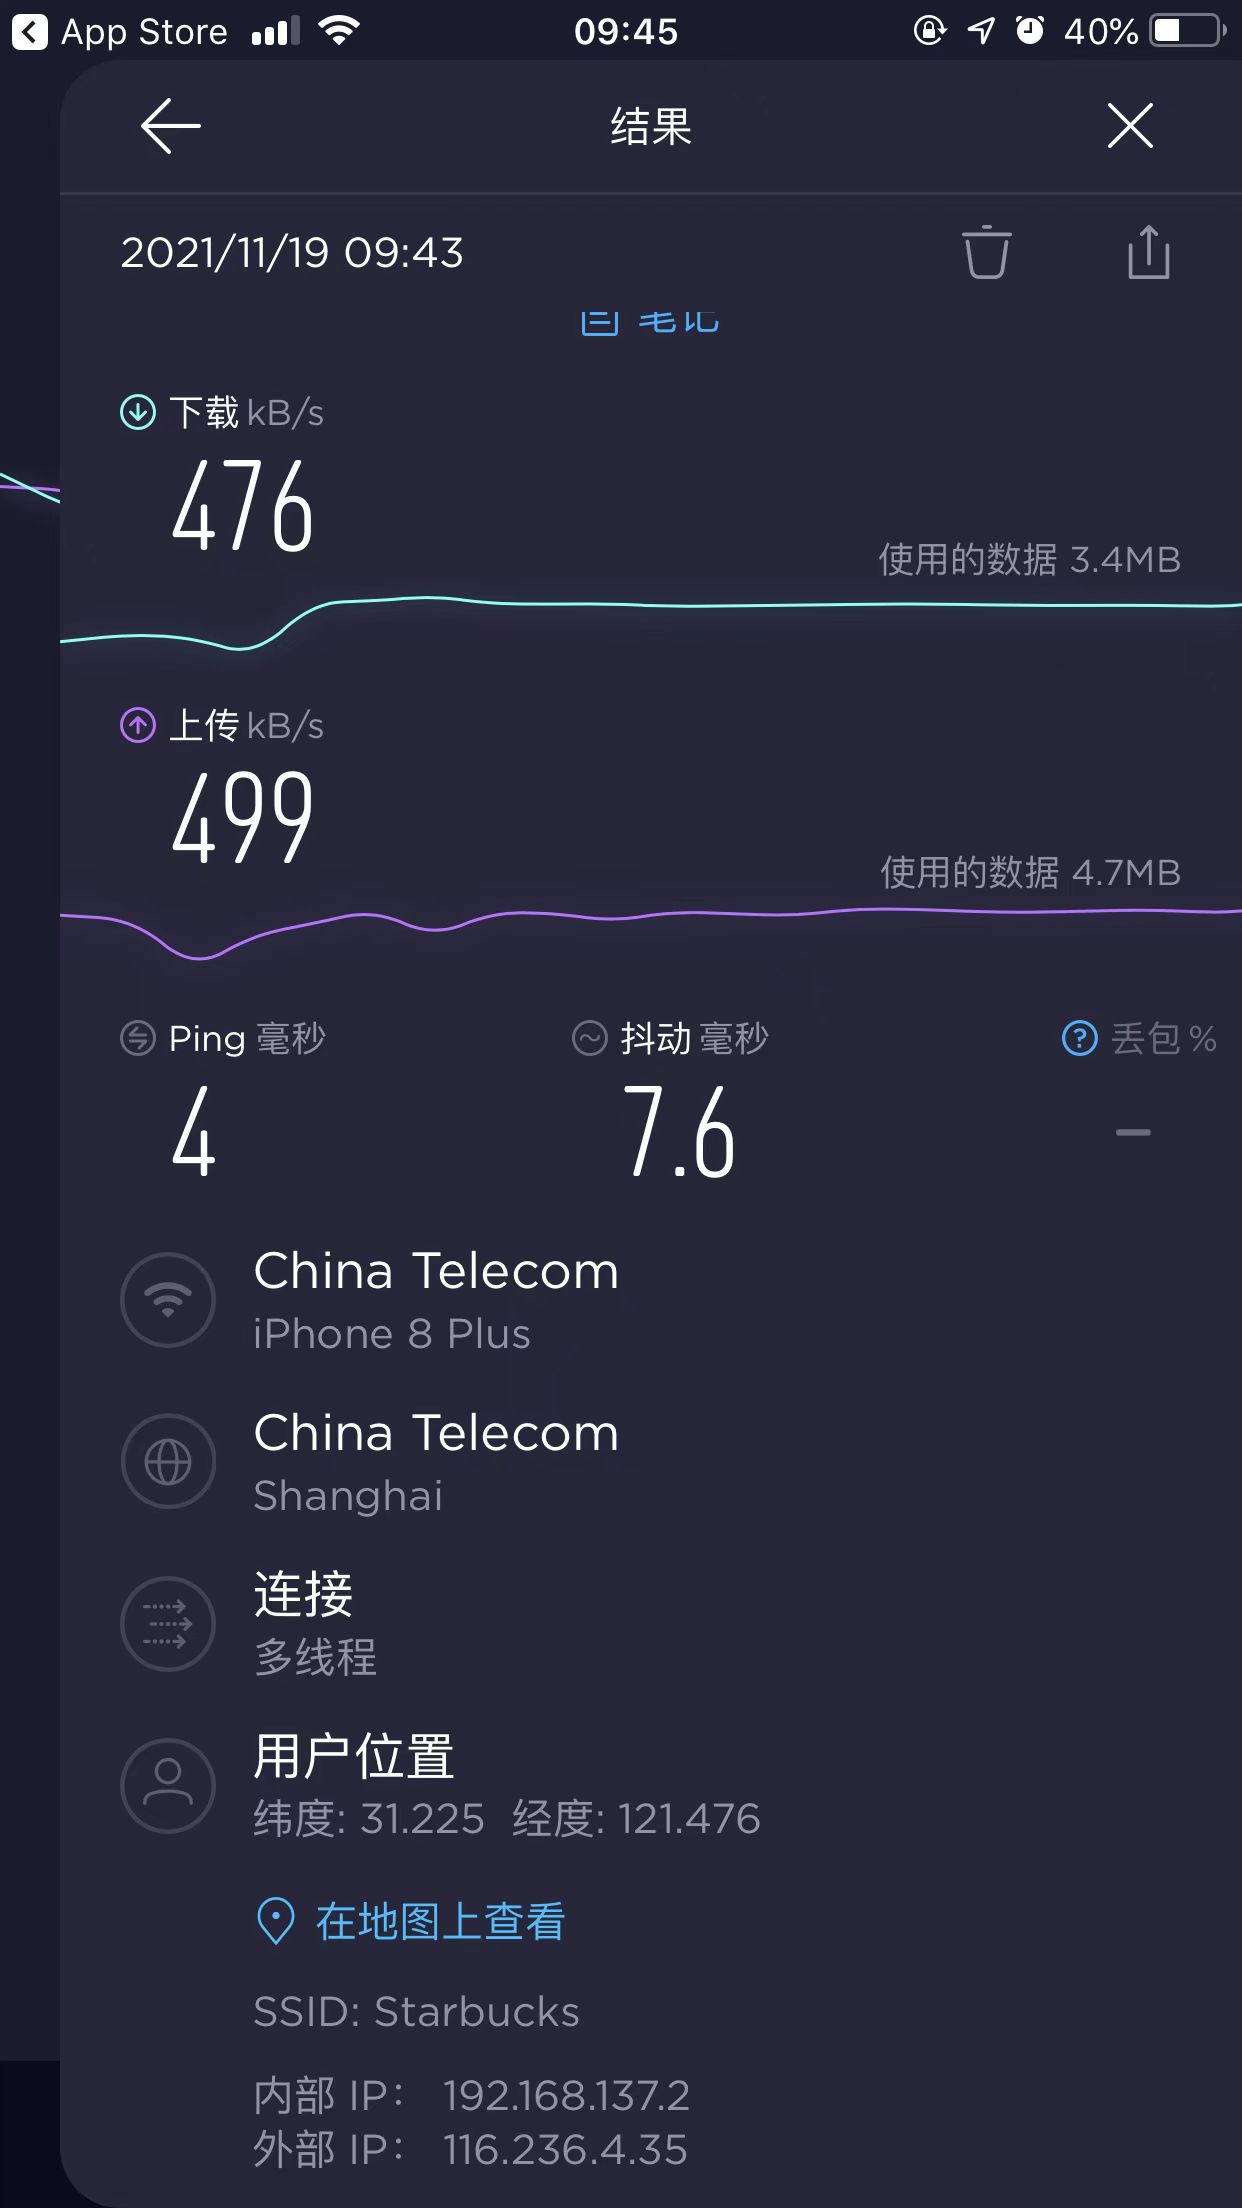 App Store
09:45
40%
结果
2021/11/19 09:43
笔记
下载 kB/s
476
使用的数据 3.4MB
上传 kB/s
499
使用的数据 4.7MB
Ping 毫秒
抖动 毫秒
丢包 %
4
7.6
–
China Telecom
iPhone 8 Plus
China Telecom
Shanghai
连接
多线程
用户位置
纬度: 31.225 经度: 121.476
在地图上查看
SSID: Starbucks
内部 IP： 192.168.137.2
外部 IP： 116.236.4.35